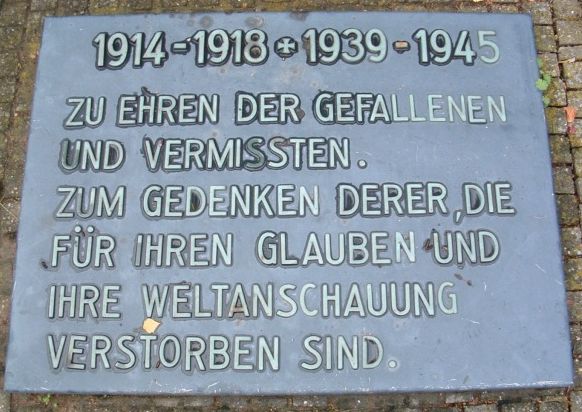 1914-1918 ✠ 1939-1945
ZU EHREN DER GEFALLENEN
UND VERMISSTEN.
ZUM GEDENKEN DERER, DIE
FÜR IHREN GLAUBEN UND
IHRE WELTANSCHAUUNG
VERSTORBEN SIND.